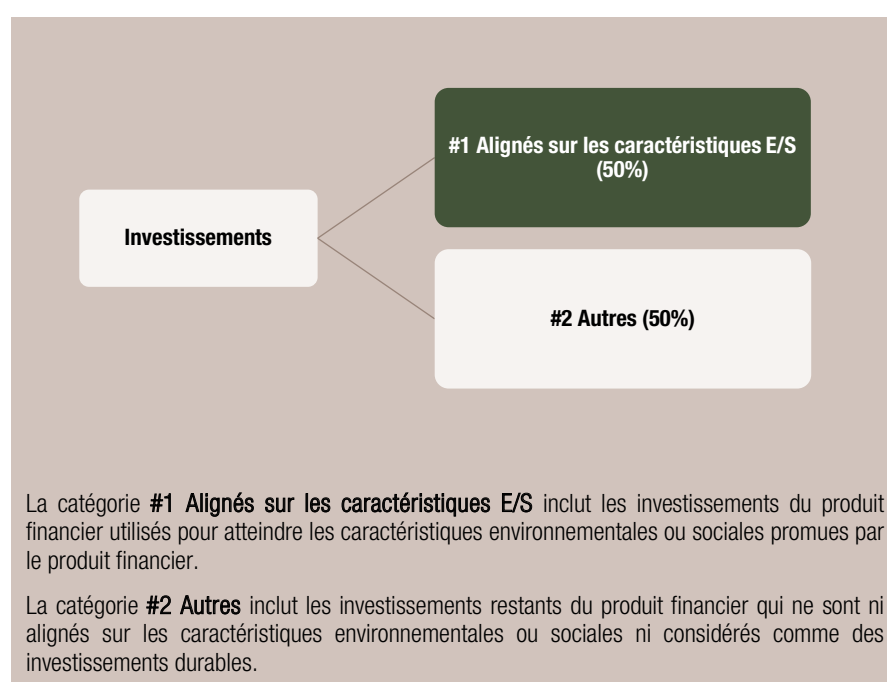 #1 Alignés sur les caractéristiques E/S
(50%)
Investissements
#2 Autres (50%)
La catégorie #1 Alignés sur les caractéristiques E/S inclut les investissements du produit
financier utilisés pour atteindre les caractéristiques environnementales ou sociales promues par
le produit financier.
La catégorie #2 Autres inclut les investissements restants du produit financier qui ne sont ni
alignés sur les caractéristiques environnementales ou sociales ni considérés comme des
investissements durables.